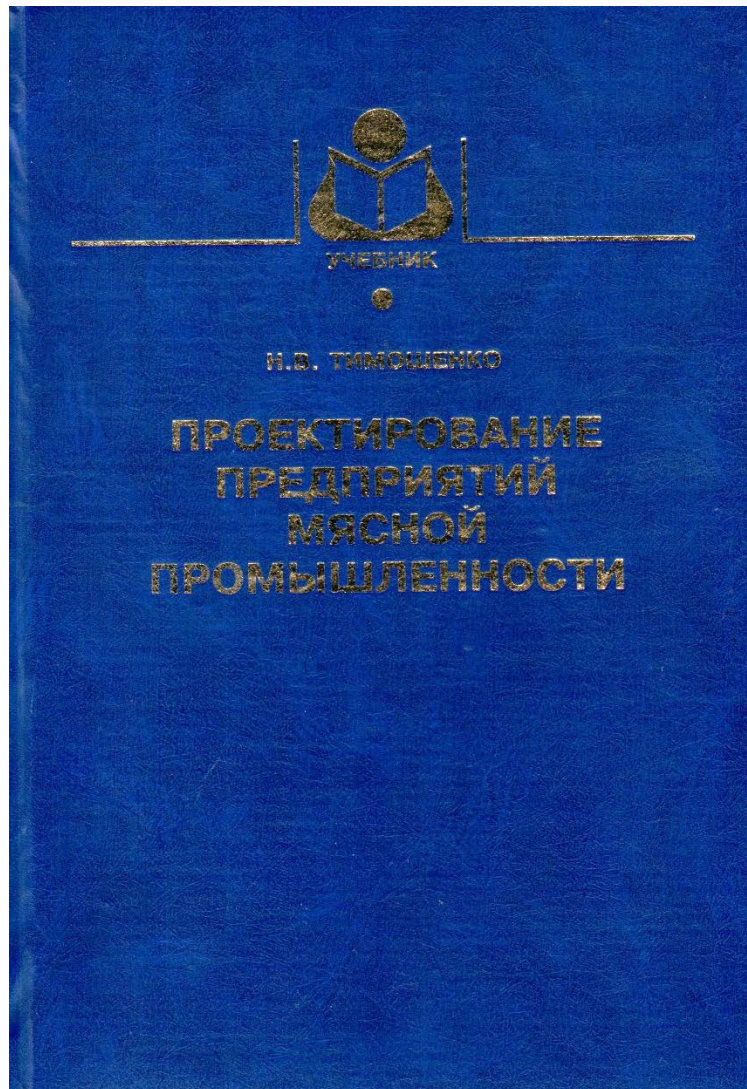 УЧЕБНИК
Н.В. ТИМОШЕНКО
ПРОЕКТИРОВАНИЕ
ПРЕДПРИЯТИЙ
МЯСНОЙ
ПРОМЫШЛЕННОСТИ